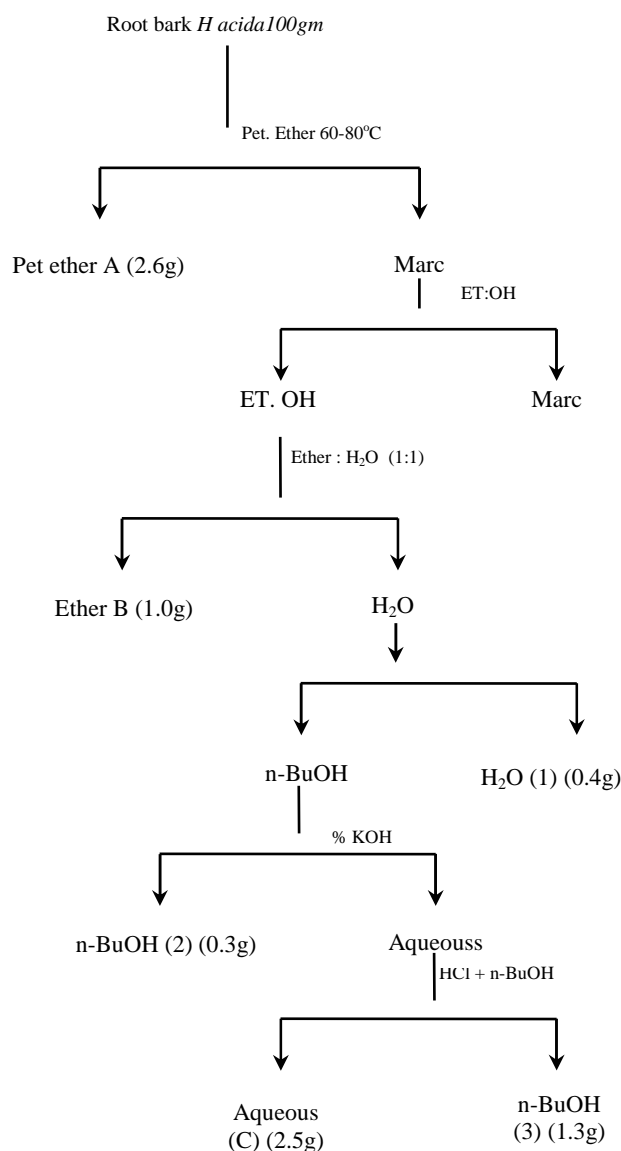 Root bark H acida100gm
Pet. Ether 60-80°C
Pet ether A (2.6g) Marc
ET:OH
ET. OH Marc
Ether : H₂O (1:1)
Ether B (1.0g) H₂O
n-BuOH H₂O (1) (0.4g)
% KOH
n-BuOH (2) (0.3g) Aqueouss
HCl + n-BuOH
Aqueous n-BuOH
(C) (2.5g) (3) (1.3g)